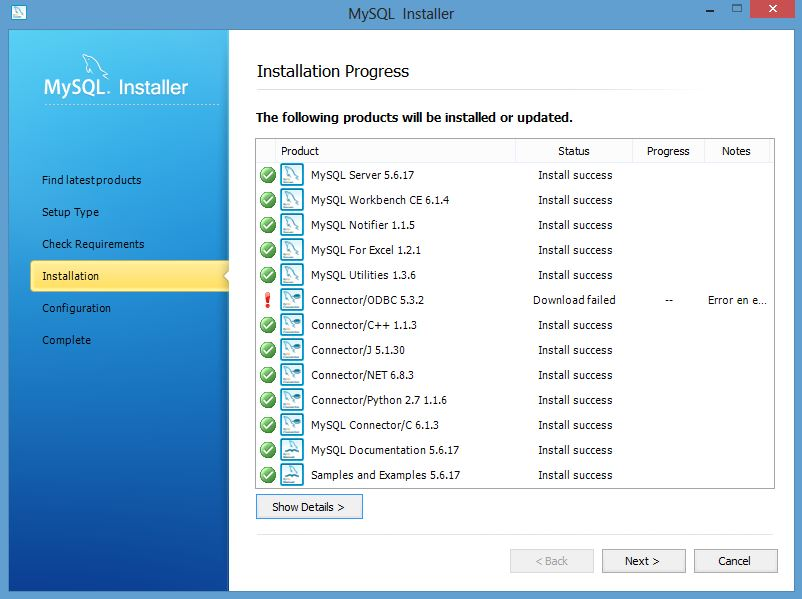 MySQL Installer
MySQL. Installer
Find latest products
Setup Type
Check Requirements
Installation
Configuration
Complete
Installation Progress
The following products will be installed or updated.
Product Status Progress Notes
MySQL Server 5.6.17 Install success
MySQL Workbench CE 6.1.4 Install success
MySQL Notifier 1.1.5 Install success
MySQL For Excel 1.2.1 Install success
MySQL Utilities 1.3.6 Install success
Connector/ODBC 5.3.2 Download failed -- Error en e...
Connector/C++ 1.1.3 Install success
Connector/J 5.1.30 Install success
Connector/NET 6.8.3 Install success
Connector/Python 2.7 1.1.6 Install success
MySQL Connector/C 6.1.3 Install success
MySQL Documentation 5.6.17 Install success
Samples and Examples 5.6.17 Install success
Show Details >
< Back Next > Cancel